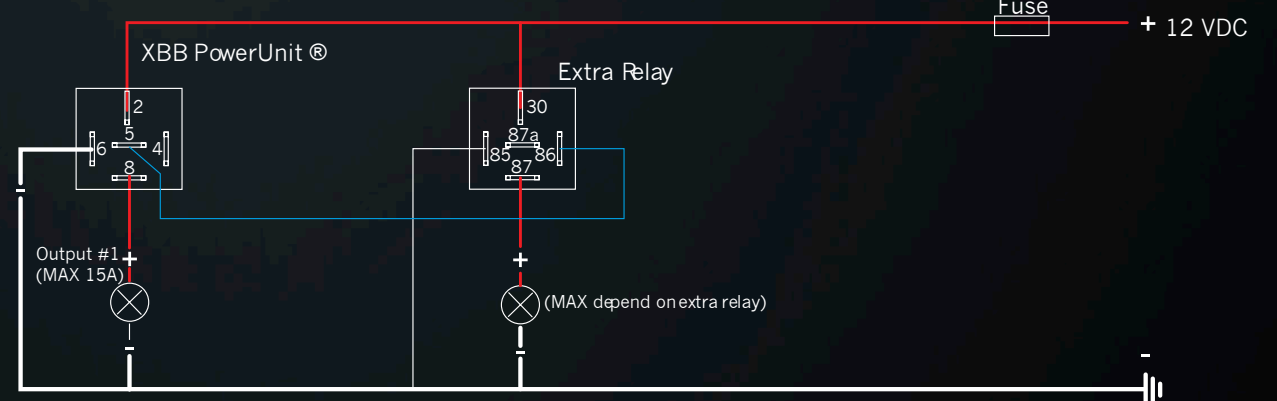 Fuse
+ 12 VDC
XBB PowerUnit ®
Extra Relay
2
30
5
87a
6
4
85
86
8
87
-
Output #1
+
(MAX 15A)
+
(MAX depend on extra relay)
-
-
-